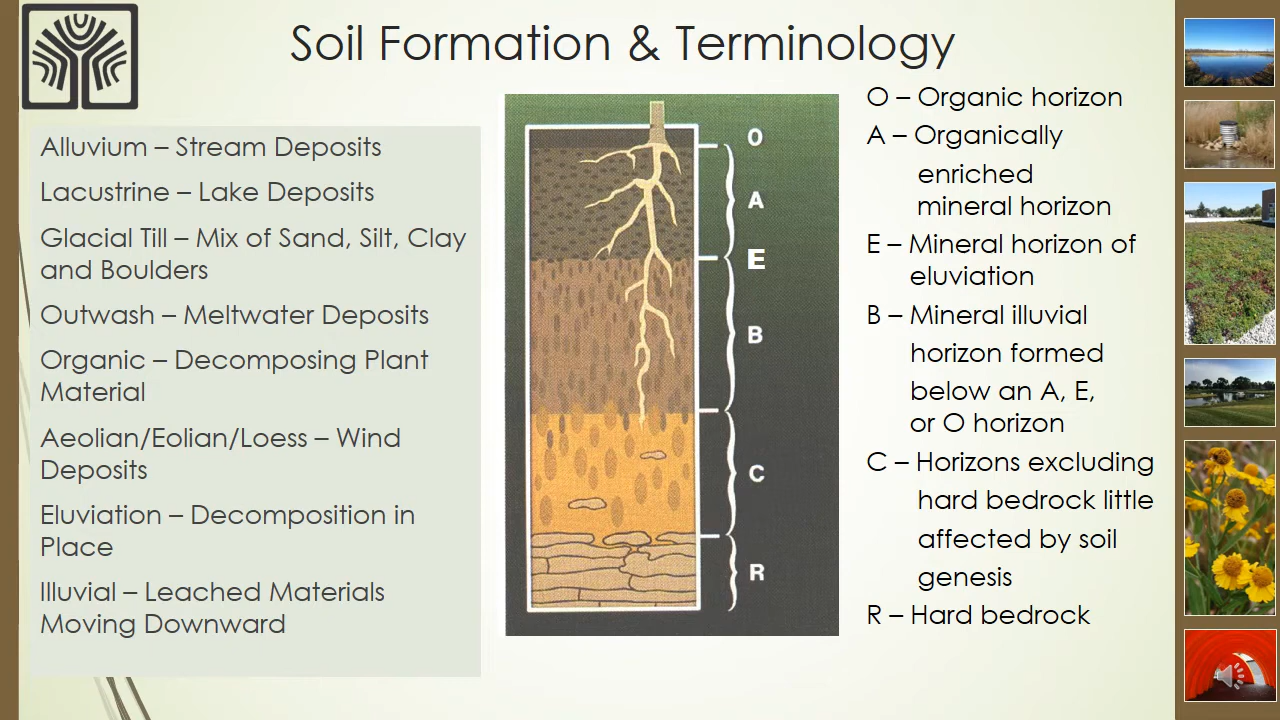 Soil Formation & Terminology
Alluvium – Stream Deposits
Lacustrine – Lake Deposits
Glacial Till – Mix of Sand, Silt, Clay
and Boulders
Outwash – Meltwater Deposits
Organic – Decomposing Plant
Material
Aeolian/Eolian/Loess – Wind
Deposits
Eluviation – Decomposition in
Place
Illuvial – Leached Materials
Moving Downward
O
A
E
B
C
R
O – Organic horizon
A – Organically
enriched
mineral horizon
E – Mineral horizon of
eluviation
B – Mineral illuvial
horizon formed
below an A, E,
or O horizon
C – Horizons excluding
hard bedrock little
affected by soil
genesis
R – Hard bedrock